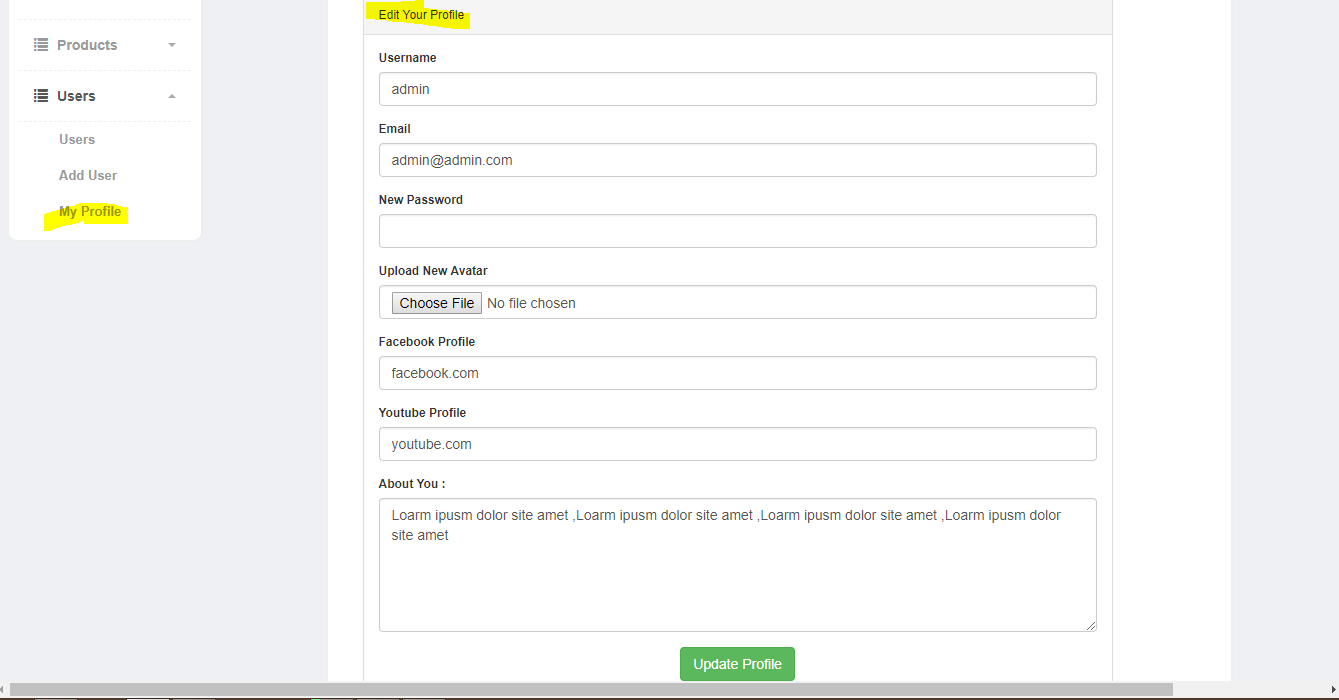 Products
Users
Users
Add User
My Profile
Edit Your Profile
Username
admin
Email
admin@admin.com
New Password
Upload New Avatar
Choose File No file chosen
Facebook Profile
facebook.com
Youtube Profile
youtube.com
About You :
Loarm ipusm dolor site amet ,Loarm ipusm dolor site amet ,Loarm ipusm dolor site amet ,Loarm ipusm dolor
site amet
Update Profile